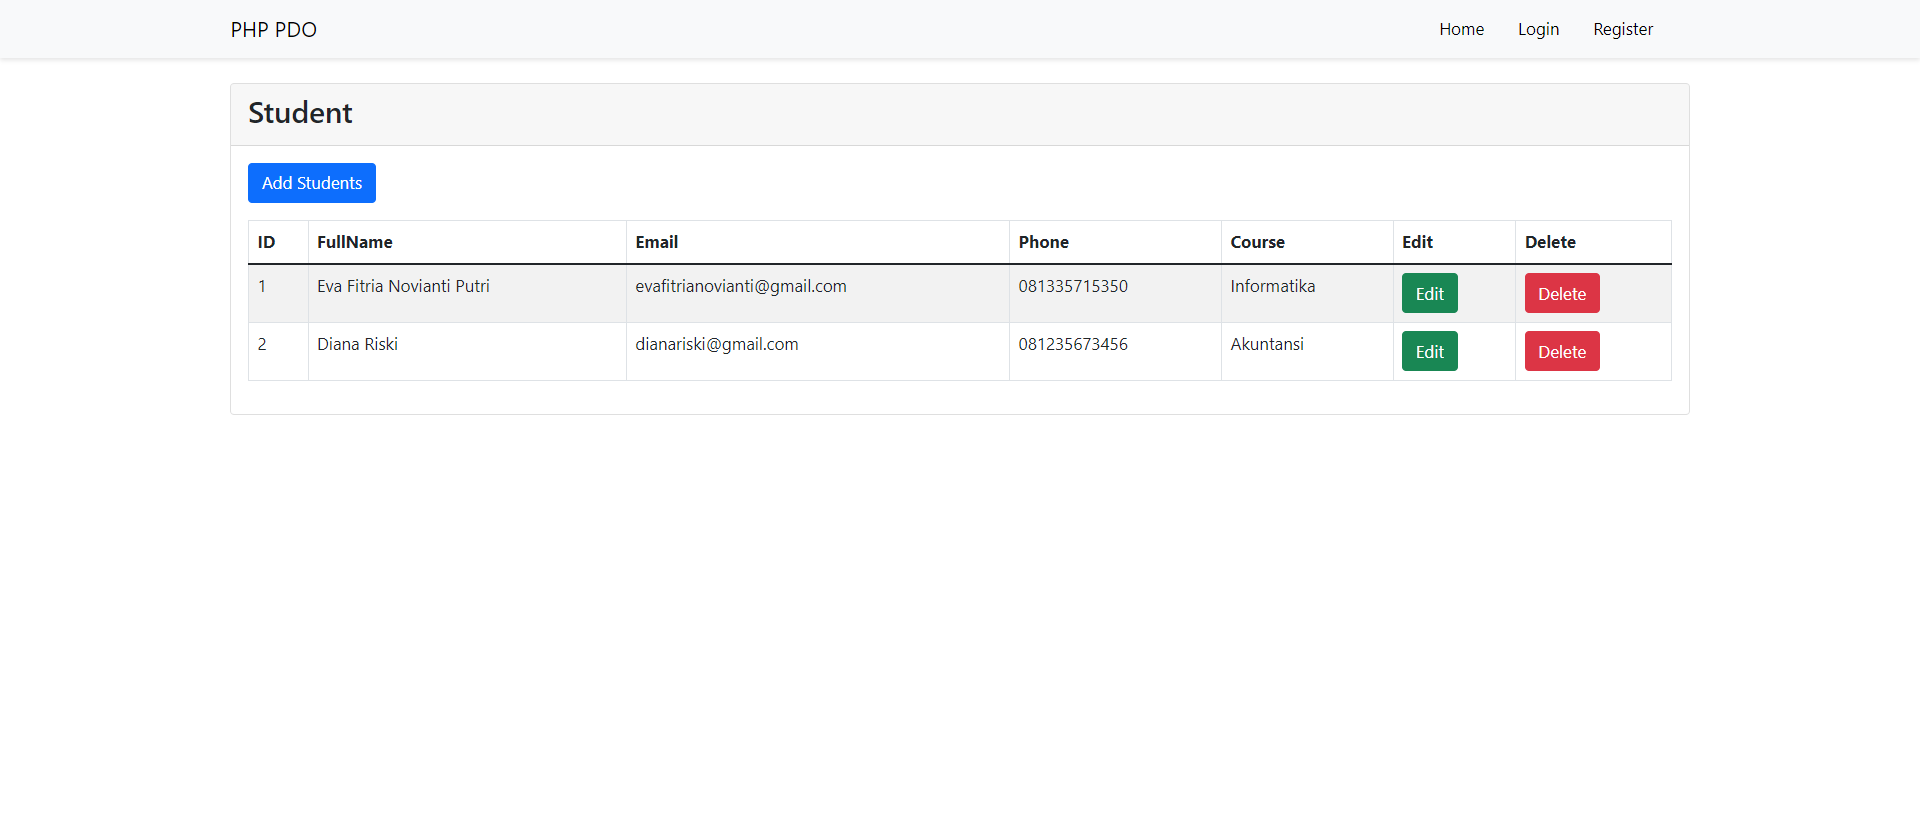 PHP PDO Home Login Register
Student
Add Students
ID FullName Email Phone Course Edit Delete
1 Eva Fitria Novianti Putri evafitrianovianti@gmail.com 081335715350 Informatika Edit Delete
2 Diana Riski dianariski@gmail.com 081235673456 Akuntansi Edit Delete